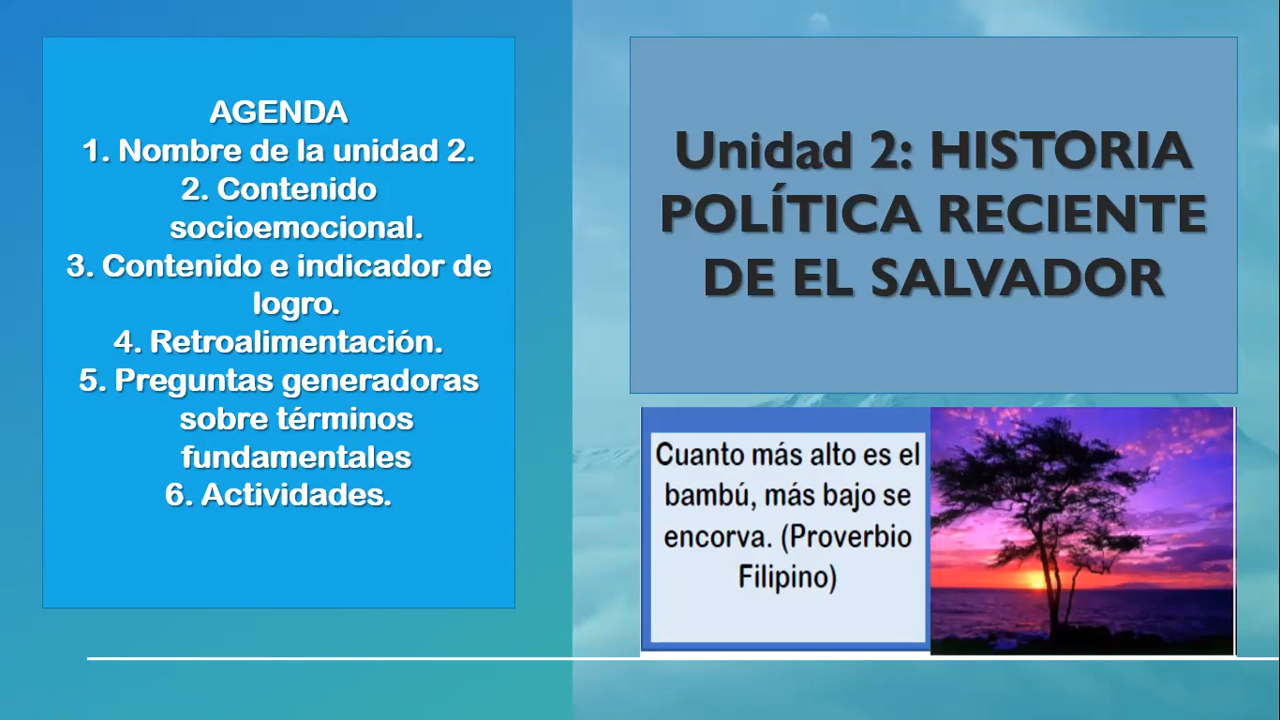 AGENDA
1. Nombre de la unidad 2.
2. Contenido
socioemocional.
3. Contenido e indicador de
logro.
4. Retroalimentación.
5. Preguntas generadoras
sobre términos
fundamentales
6. Actividades.
Unidad 2: HISTORIA
POLÍTICA RECIENTE
DE EL SALVADOR
Cuanto más alto es el
bambú, más bajo se
encorva. (Proverbio
Filipino)